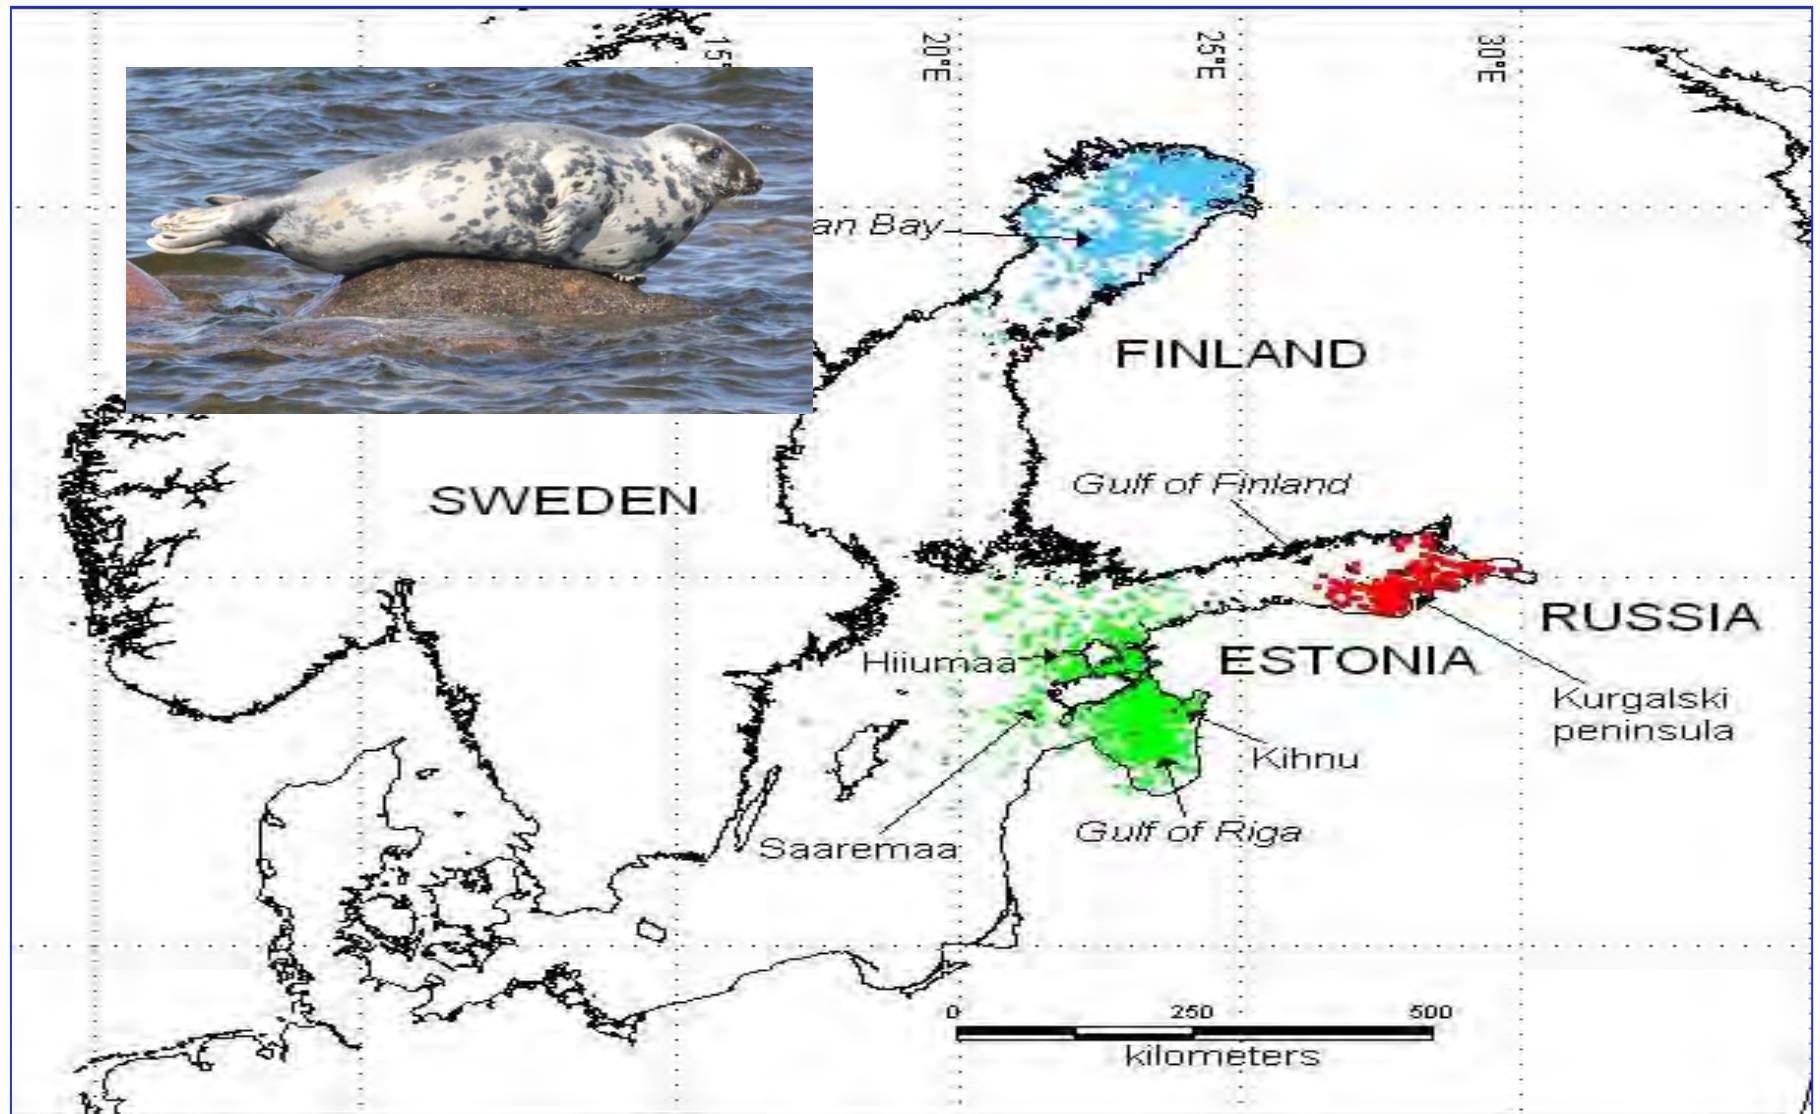 15°
20°E
25°E
30°E
an Bay
FINLAND
Gulf of Finland
SWEDEN
RUSSIA
Hiiumaa
ESTONIA
Kurgalski
peninsula
Kihnu
Gulf of Riga
Saaremaa
0 250 500
kilometers